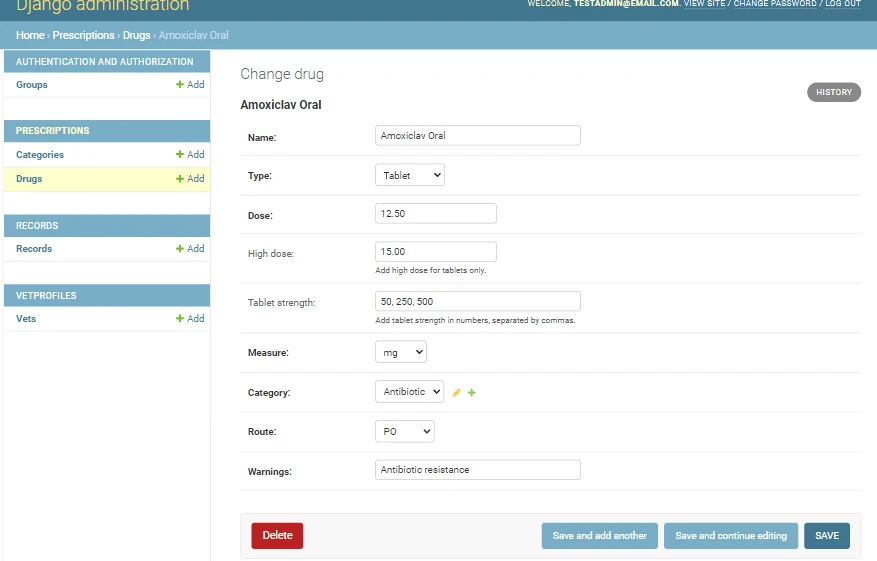 Django administration
WELCOME, TESTADMIN@EMAIL.COM. VIEW SITE / CHANGE PASSWORD / LOG OUT
Home › Prescriptions › Drugs › Amoxiclav Oral
AUTHENTICATION AND AUTHORIZATION
Groups + Add
PRESCRIPTIONS
Categories + Add
Drugs + Add
RECORDS
Records + Add
VETPROFILES
Vets + Add
Change drug
HISTORY
Amoxiclav Oral
Name: Amoxiclav Oral
Type: Tablet
Dose: 12.50
High dose: 15.00
Add high dose for tablets only.
Tablet strength: 50, 250, 500
Add tablet strength in numbers, separated by commas.
Measure: mg
Category: Antibiotic
Route: PO
Warnings: Antibiotic resistance
Delete Save and add another Save and continue editing SAVE